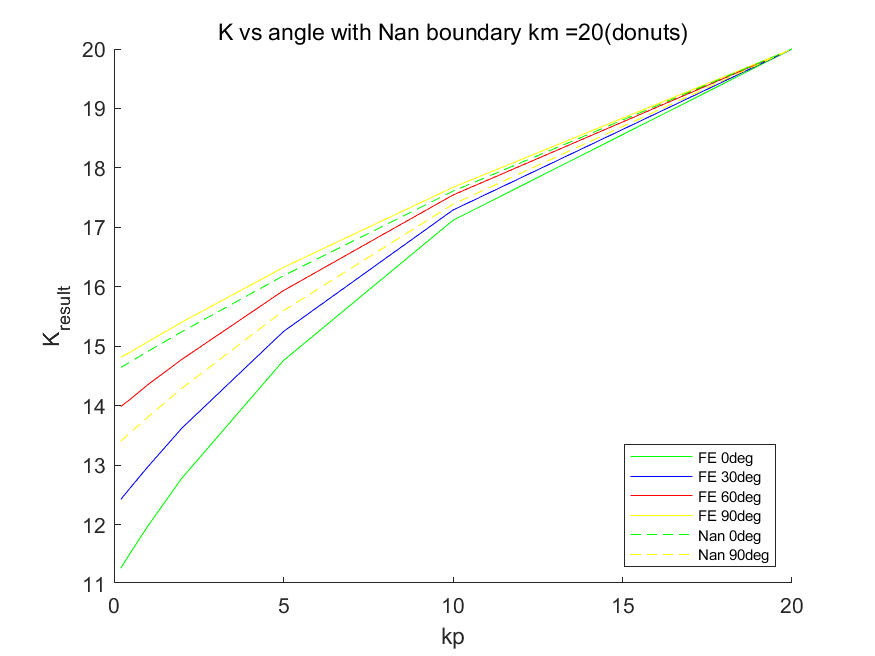 K vs angle with Nan boundary km =20(donuts)
20
19
18
17
16
15
14
13
12
11
K_result
FE 0deg
FE 30deg
FE 60deg
FE 90deg
Nan 0deg
Nan 90deg
0 5 10 15 20
kp